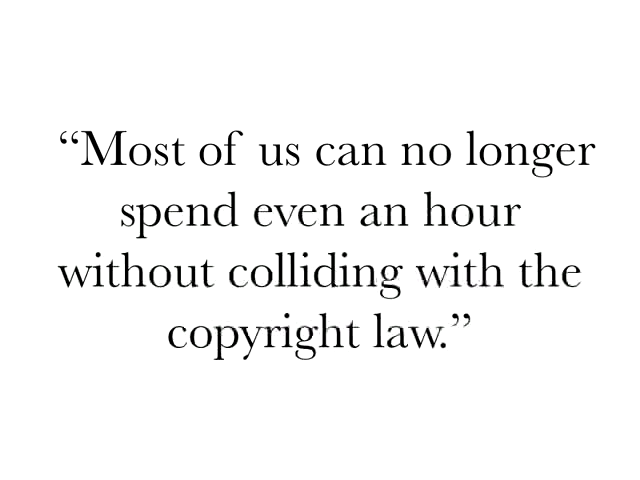 “Most of us can no longer
spend even an hour
without colliding with the
copyright law.”